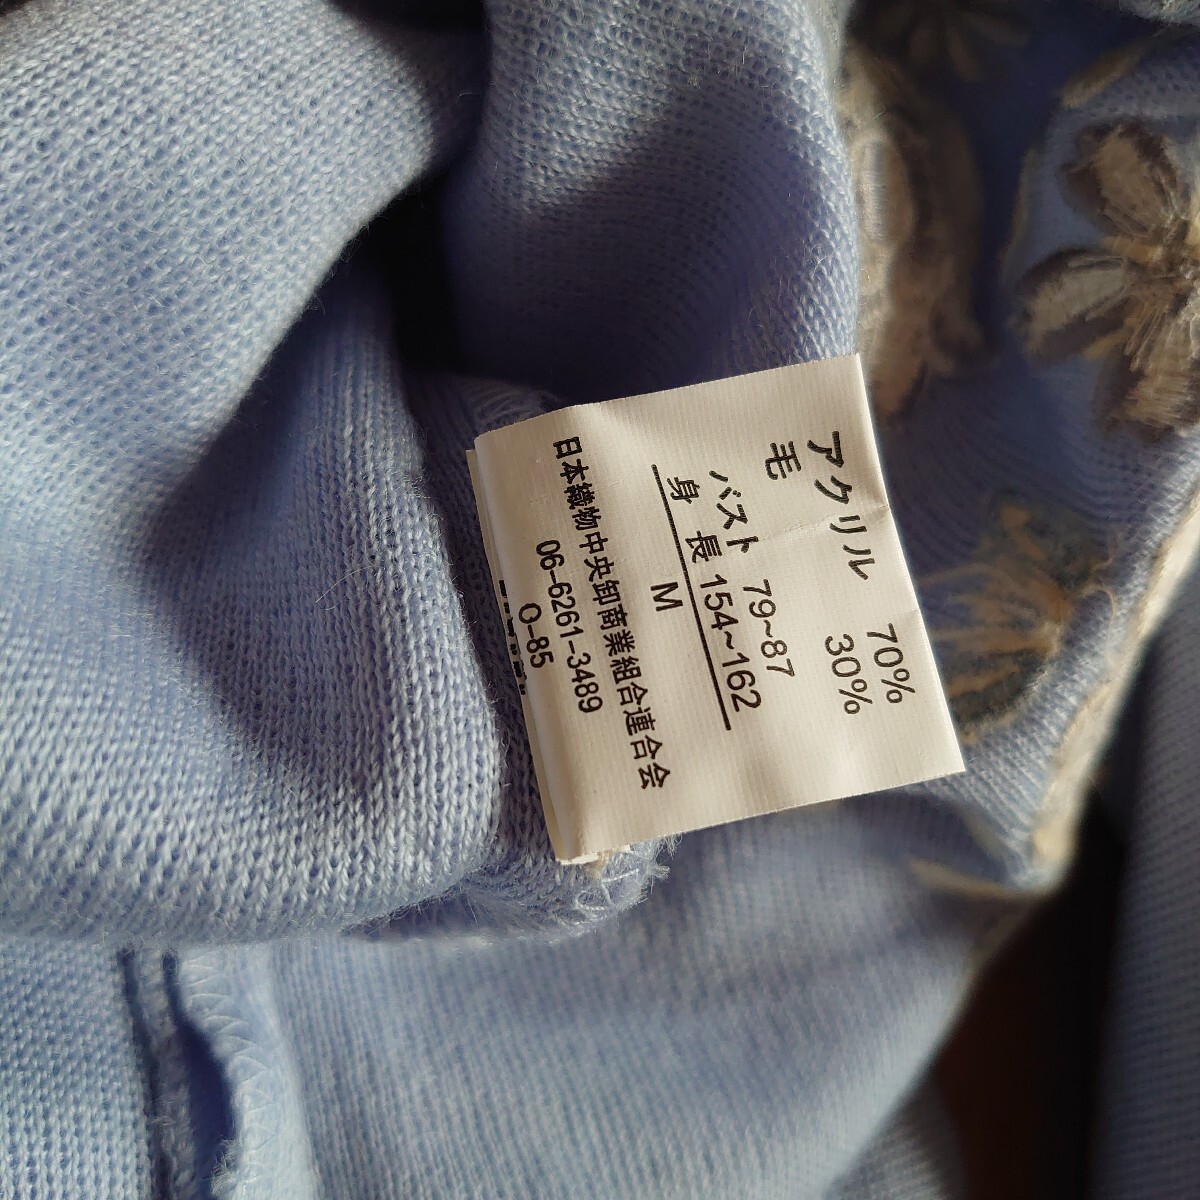 アクリル 70%
毛 30%
バスト 79~87
身長 154~162
M
日本織物中央卸商業組合連合会
06-6261-3489
O-85